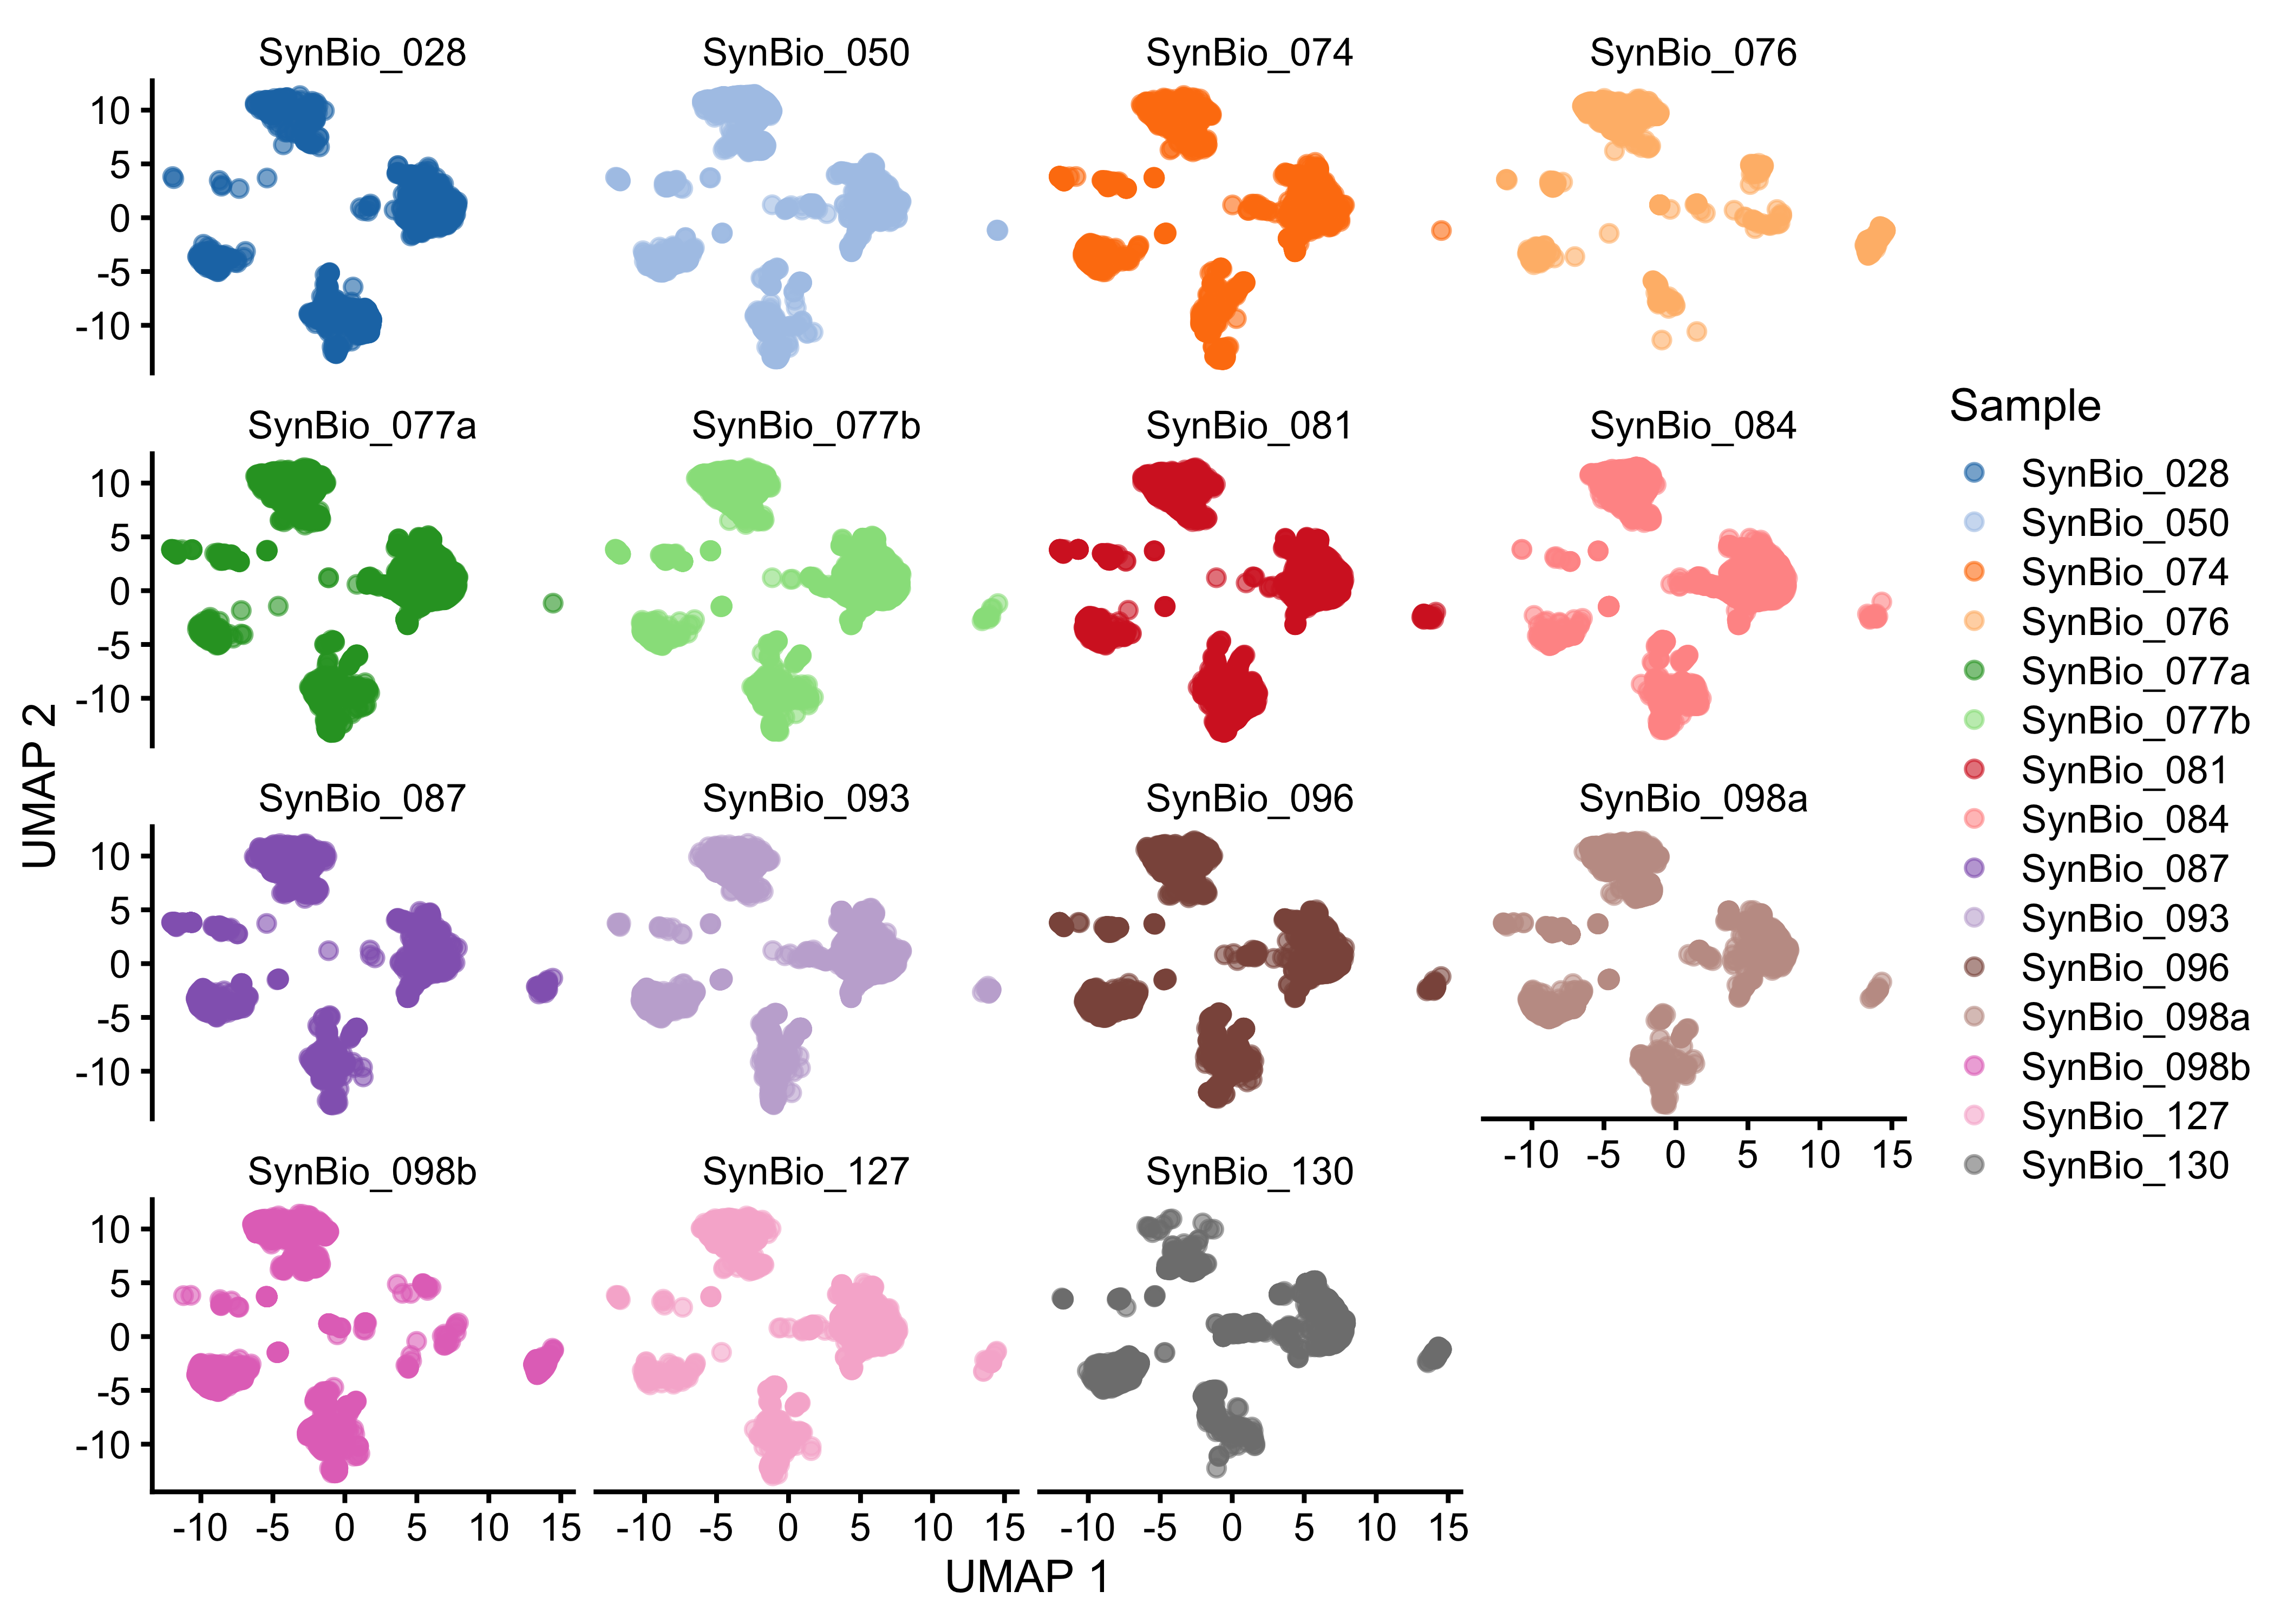 SynBio_028 SynBio_050 SynBio_074 SynBio_076
10
5
0
-5
-10
SynBio_077a SynBio_077b SynBio_081 SynBio_084
10
5
0
-5
-10
SynBio_087 SynBio_093 SynBio_096 SynBio_098a
10
5
0
-5
-10
-10 -5 0 5 10 15
SynBio_098b SynBio_127 SynBio_130
10
5
0
-5
-10
-10 -5 0 5 10 15 -10 -5 0 5 10 15 -10 -5 0 5 10 15
UMAP 1
UMAP 2
Sample
SynBio_028
SynBio_050
SynBio_074
SynBio_076
SynBio_077a
SynBio_077b
SynBio_081
SynBio_084
SynBio_087
SynBio_093
SynBio_096
SynBio_098a
SynBio_098b
SynBio_127
SynBio_130